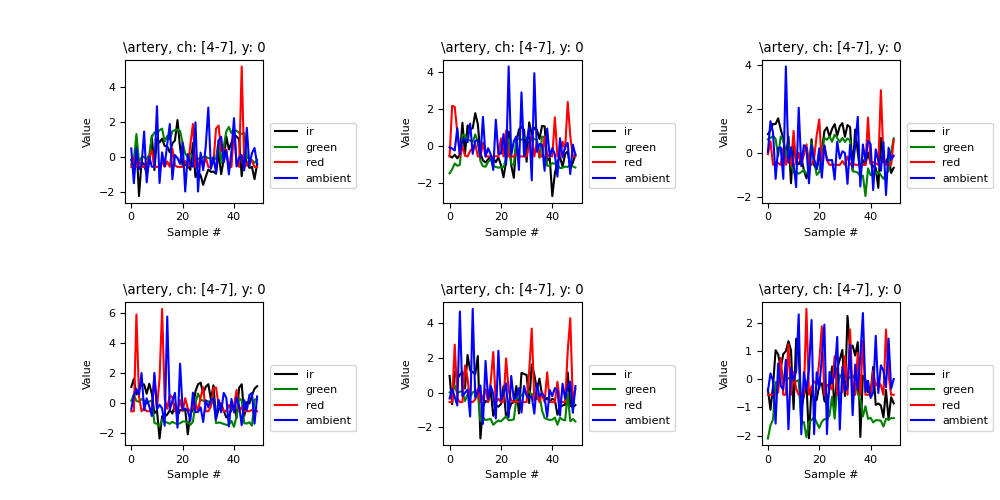 \artery, ch: [4-7], y: 0
\artery, ch: [4-7], y: 0
\artery, ch: [4-7], y: 0
Value
4
2
0
−2
0
20
40
Sample #
ir
green
red
ambient
Value
4
2
0
−2
0
20
40
Sample #
ir
green
red
ambient
Value
4
2
0
−2
0
20
40
Sample #
ir
green
red
ambient
\artery, ch: [4-7], y: 0
\artery, ch: [4-7], y: 0
\artery, ch: [4-7], y: 0
Value
6
4
2
0
−2
0
20
40
Sample #
ir
green
red
ambient
Value
4
2
0
−2
0
20
40
Sample #
ir
green
red
ambient
Value
2
1
0
−1
−2
0
20
40
Sample #
ir
green
red
ambient